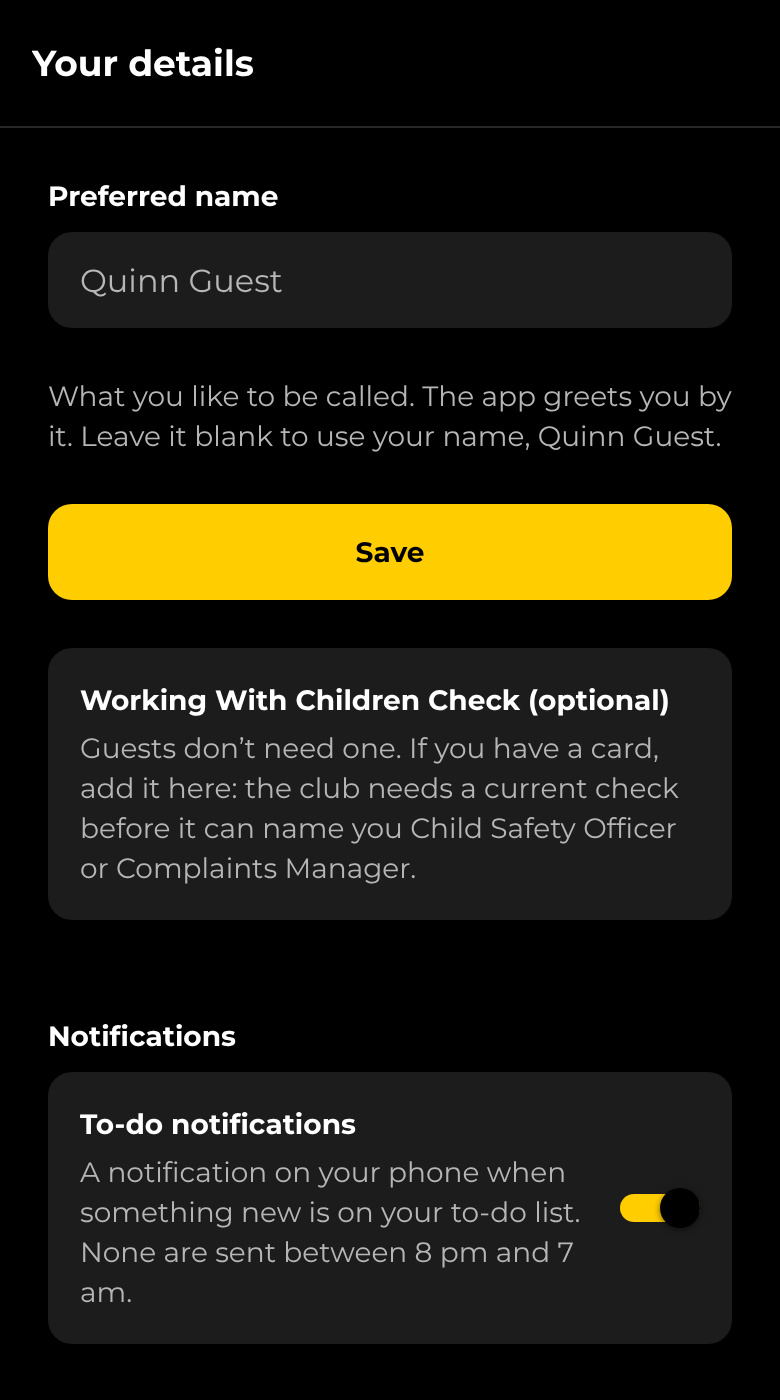 Your details
Preferred name
Quinn Guest
What you like to be called. The app greets you by
it. Leave it blank to use your name, Quinn Guest.
Save
Working With Children Check (optional)
Guests don’t need one. If you have a card,
add it here: the club needs a current check
before it can name you Child Safety Officer
or Complaints Manager.
Notifications
To-do notifications
A notification on your phone when
something new is on your to-do list.
None are sent between 8 pm and 7
am.